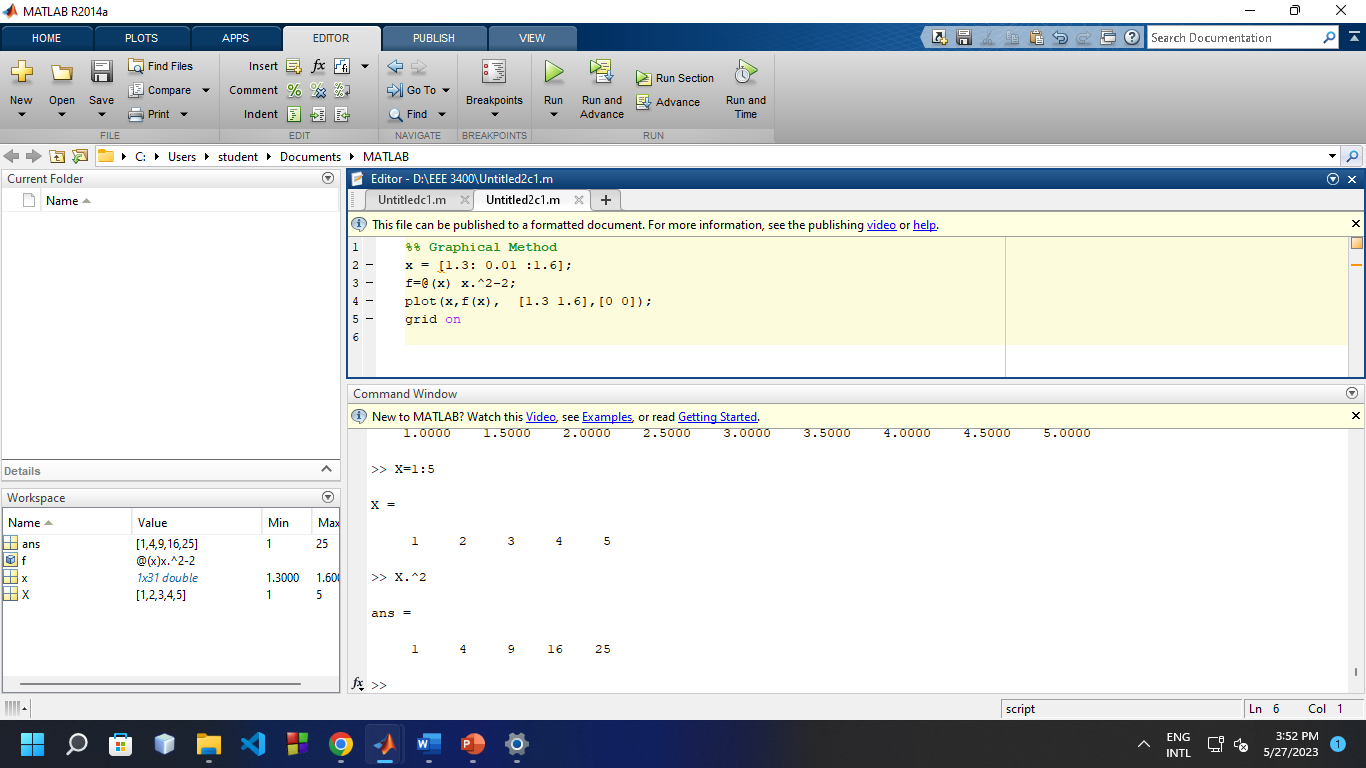 MATLAB R2014a
HOME PLOTS APPS EDITOR PUBLISH VIEW
Search Documentation
New Open Save
Find Files
Compare
Print
Insert fx
Comment
Indent
Go To
Find
Breakpoints
Run
Run and Advance
Run Section
Advance
Run and Time
FILE EDIT NAVIGATE BREAKPOINTS RUN
C: Users student Documents MATLAB
Current Folder
Name
Details
Workspace
Name Value Min Max
ans [1,4,9,16,25] 1 25
f @(x)x.^2-2
x 1x31 double 1.3000 1.600
X [1,2,3,4,5] 1 5
Editor - D:\EEE 3400\Untitled2c1.m
Untitledc1.m Untitled2c1.m
This file can be published to a formatted document. For more information, see the publishing video or help.
1 %% Graphical Method
2 x = [1.3: 0.01 :1.6];
3 f=@(x) x.^2-2;
4 plot(x,f(x),  [1.3 1.6],[0 0]);
5 grid on
6
Command Window
New to MATLAB? Watch this Video, see Examples, or read Getting Started.
1.0000 1.5000 2.0000 2.5000 3.0000 3.5000 4.0000 4.5000 5.0000
>> X=1:5
X =
1 2 3 4 5
>> X.^2
ans =
1 4 9 16 25
fx >>
script
Ln 6 Col 1
ENG
INTL
3:52 PM
5/27/2023
1